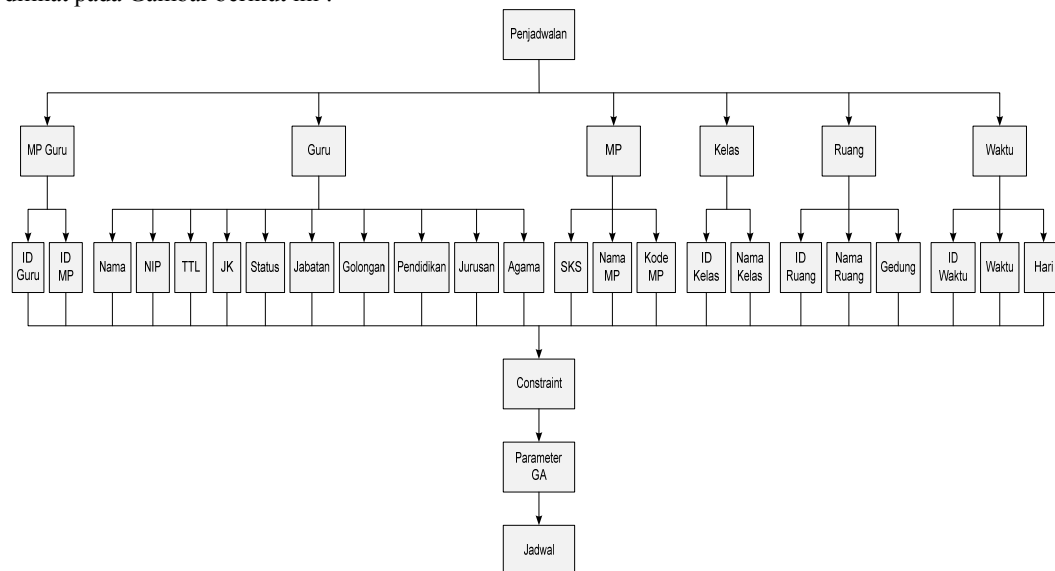 dilihat pada Gambar berikut ini :
Penjadwalan
MP Guru
Guru
MP
Kelas
Ruang
Waktu
ID
Guru
ID
MP
Nama
NIP
TTL
JK
Status
Jabatan
Golongan
Pendidikan
Jurusan
Agama
SKS
Nama
MP
Kode
MP
ID
Kelas
Nama
Kelas
ID
Ruang
Nama
Ruang
Gedung
ID
Waktu
Waktu
Hari
Constraint
Parameter
GA
Jadwal